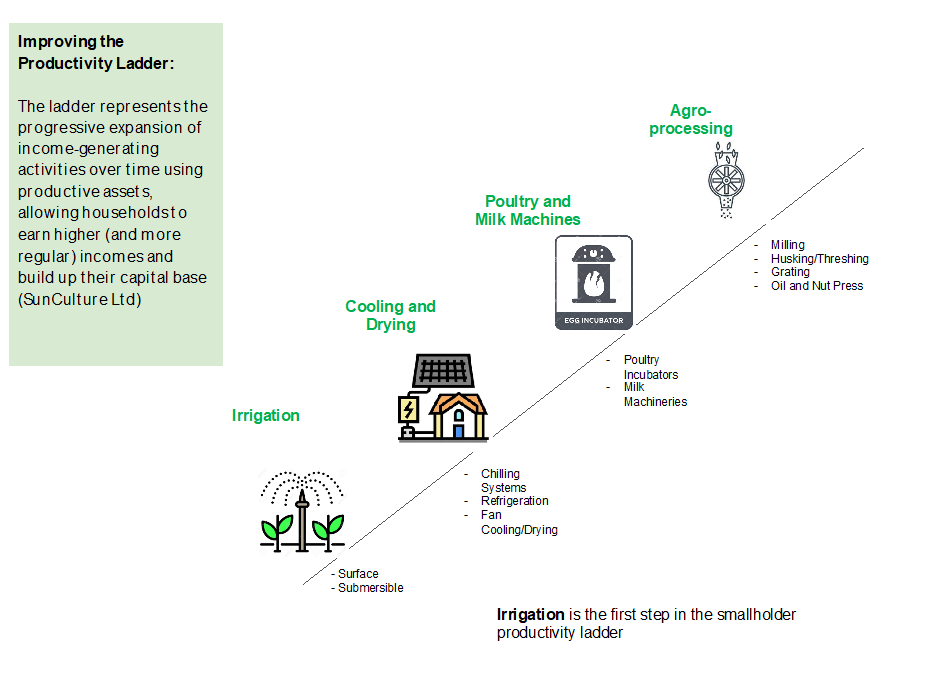 Improving the
Productivity Ladder:
The ladder represents the
progressive expansion of
income-generating
activities over time using
productive assets,
allowing households to
earn higher (and more
regular) incomes and
build up their capital base
(SunCulture Ltd)
Agro-
processing
- Milling
- Husking/Threshing
- Grating
- Oil and Nut Press
Poultry and
Milk Machines
EGG INCUBATOR
- Poultry
Incubators
- Milk
Machineries
Cooling and
Drying
- Chilling
Systems
- Refrigeration
- Fan
Cooling/Drying
Irrigation
- Surface
- Submersible
Irrigation is the first step in the smallholder
productivity ladder